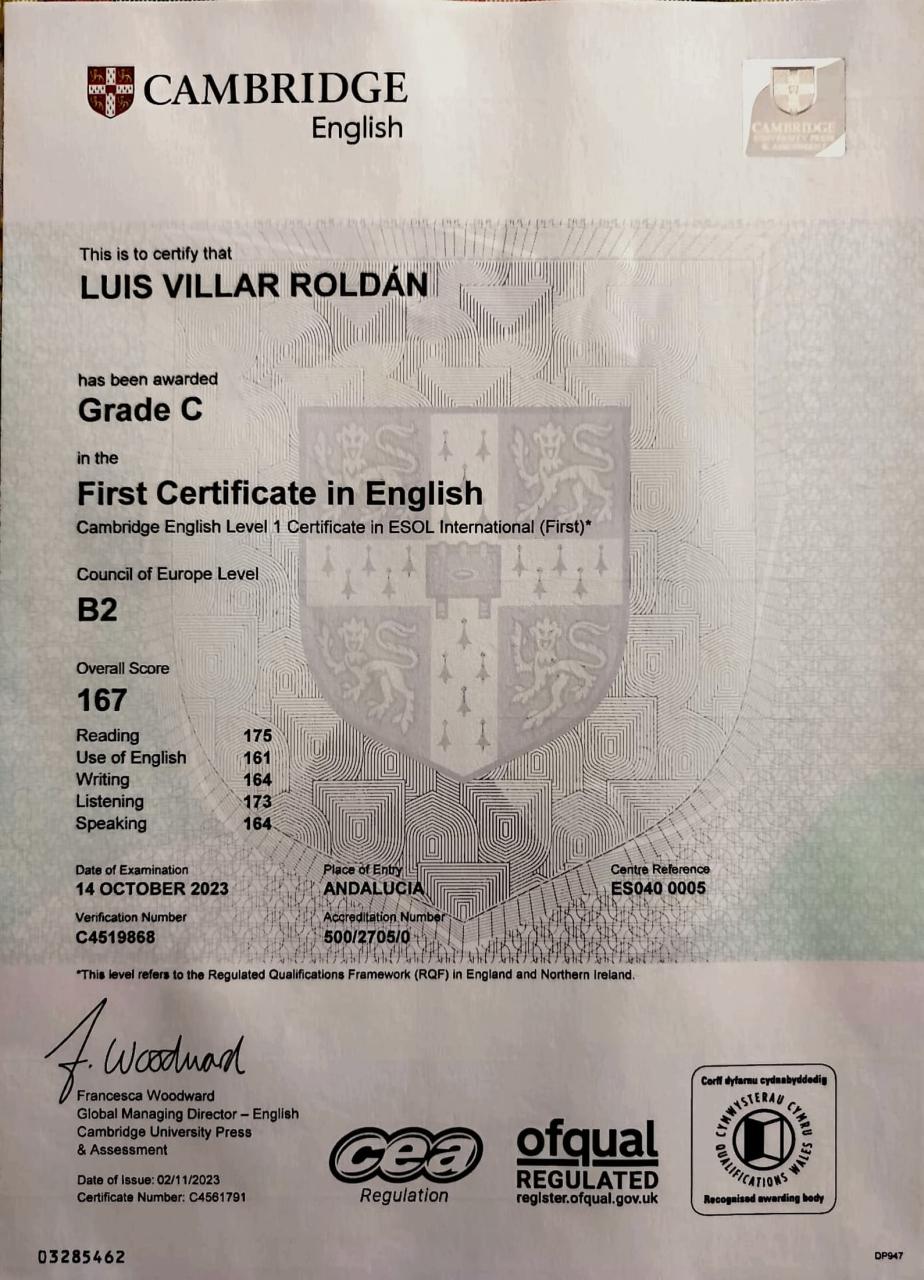 CAMBRIDGE
English
CAMBRIDGE
UNIVERSITY PRESS
& ASSESSMENT
This is to certify that
LUIS VILLAR ROLDÁN
has been awarded
Grade C
in the
First Certificate in English
Cambridge English Level 1 Certificate in ESOL International (First)*
Council of Europe Level
B2
Overall Score
167
Reading 175
Use of English 161
Writing 164
Listening 173
Speaking 164
Date of Examination Place of Entry Centre Reference
14 OCTOBER 2023 ANDALUCIA ES040 0005
Verification Number Accreditation Number
C4519868 500/2705/0
*This level refers to the Regulated Qualifications Framework (RQF) in England and Northern Ireland.
F. Woodward
Francesca Woodward
Global Managing Director – English
Cambridge University Press
& Assessment
Date of Issue: 02/11/2023
Certificate Number: C4561791
cea
Regulation
ofqual
REGULATED
register.ofqual.gov.uk
Corff dyfarnu cydnabyddedig
CYMWYSTERAU CYMRU
QUALIFICATIONS WALES
Recognised awarding body
03285462
DP947